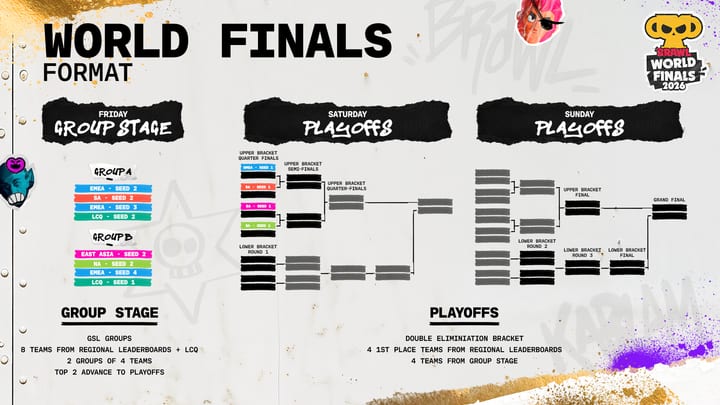 WORLD FINALS
FORMAT
BRAWL
WORLD
FINALS
2026
FRIDAY
GROUP STAGE
SATURDAY
PLAYOFFS
SUNDAY
PLAYOFFS
GROUP A
EMEA - SEED 2
SA - SEED 2
EMEA - SEED 3
LCQ - SEED 2
GROUP B
EAST ASIA - SEED 2
NA - SEED 2
EMEA - SEED 4
LCQ - SEED 1
UPPER BRACKET
QUARTER FINALS
UPPER BRACKET
SEMI-FINALS
UPPER BRACKET
QUARTER-FINALS
EMEA - SEED 1
SA - SEED 1
SEED 1
SEED 1
LOWER BRACKET
ROUND 1
UPPER BRACKET
FINAL
GRAND FINAL
LOWER BRACKET
ROUND 2
LOWER BRACKET
ROUND 3
LOWER BRACKET
FINAL
GROUP STAGE
GSL GROUPS
8 TEAMS FROM REGIONAL LEADERBOARDS + LCQ
2 GROUPS OF 4 TEAMS
TOP 2 ADVANCE TO PLAYOFFS
PLAYOFFS
DOUBLE ELIMINIATION BRACKET
4 1ST PLACE TEAMS FROM REGIONAL LEADERBOARDS
4 TEAMS FROM GROUP STAGE
BRAWL
KABLAM